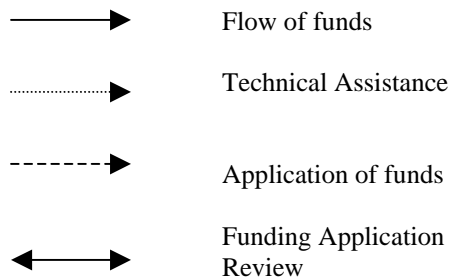 Flow of funds
Technical Assistance
Application of funds
Funding Application
Review